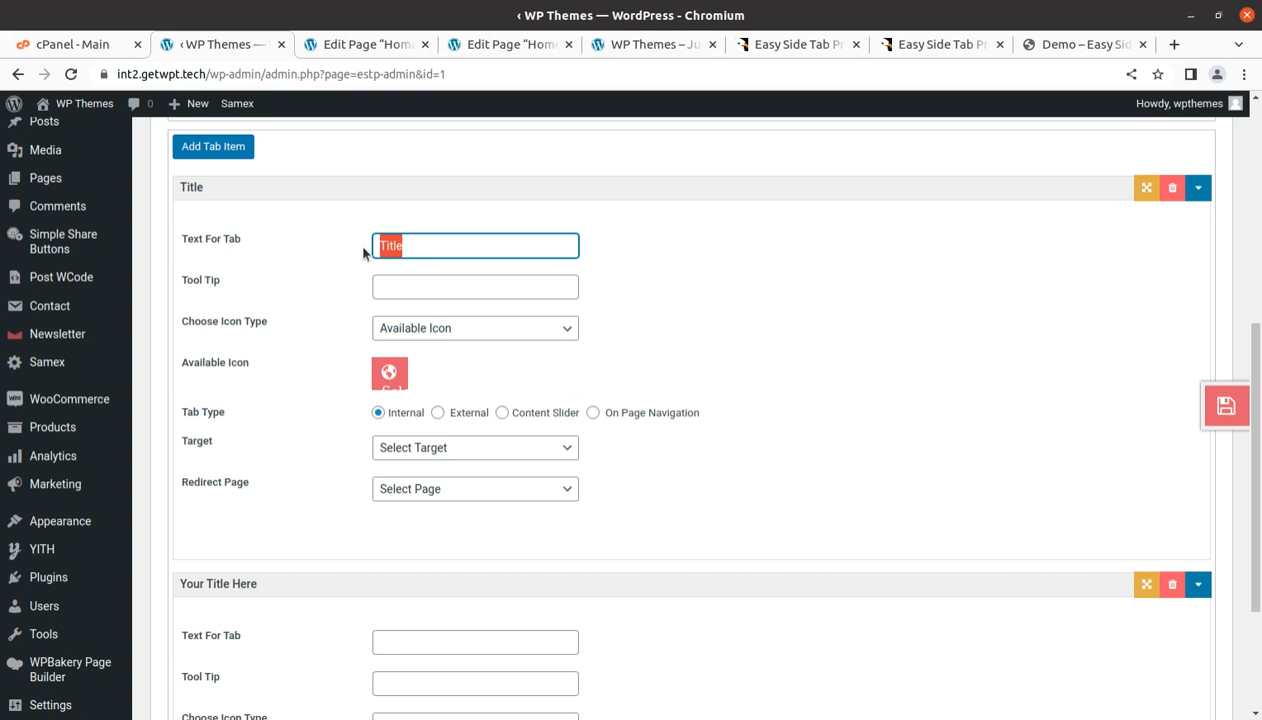 ‹ WP Themes — WordPress - Chromium
cPanel - Main
‹ WP Themes —
Edit Page “Hom
Edit Page “Hom
WP Themes – Ju
Easy Side Tab Pr
Easy Side Tab Pr
Demo – Easy Sid
int2.getwpt.tech/wp-admin/admin.php?page=estp-admin&id=1
WP Themes
0
New
Samex
Howdy, wpthemes
Posts
Media
Pages
Comments
Simple Share
Buttons
Post WCode
Contact
Newsletter
Samex
WooCommerce
Products
Analytics
Marketing
Appearance
YITH
Plugins
Users
Tools
WPBakery Page
Builder
Settings
Add Tab Item
Title
Text For Tab
Title
Tool Tip
Choose Icon Type
Available Icon
Available Icon
Tab Type
Internal
External
Content Slider
On Page Navigation
Target
Select Target
Redirect Page
Select Page
Your Title Here
Text For Tab
Tool Tip
Choose Icon Type